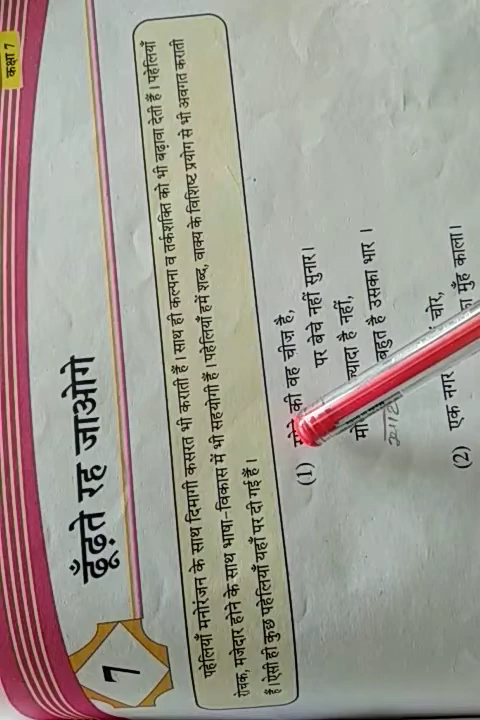 कक्षा 7
7
ढूँढ़ते रह जाओगे
पहेलियाँ मनोरंजन के साथ दिमागी कसरत भी कराती हैं। साथ ही कल्पना व तर्कशक्ति को भी बढ़ावा देती हैं। पहेलियाँ
रोचक, मजेदार होने के साथ भाषा-विकास में भी सहयोगी हैं। पहेलियाँ हमें शब्द, वाक्य के विशिष्ट प्रयोग से भी अवगत कराती
हैं। ऐसी ही कुछ पहेलियाँ यहाँ पर दी गई हैं।
(1) की वह चीज़ है,
पर बेचे नहीं सुनार।
है नहीं,
बहुत है उसका भार।
(2) एक नगर चोर,
मुँह काला।